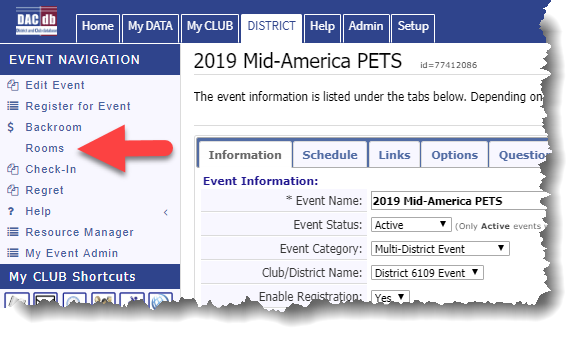 DACdb
District and Club Database
Home
My DATA
My CLUB
DISTRICT
Help
Admin
Setup
EVENT NAVIGATION
Edit Event
Register for Event
$ Backroom
Rooms
Check-In
Regret
? Help <
Resource Manager
My Event Admin
My CLUB Shortcuts
2019 Mid-America PETS id=77412086
The event information is listed under the tabs below. Depending on
Information
Schedule
Links
Options
Questio
Event Information:
* Event Name: 2019 Mid-America PETS
Event Status: Active (Only Active events
Event Category: Multi-District Event
Club/District Name: District 6109 Event
Enable Registration: Yes